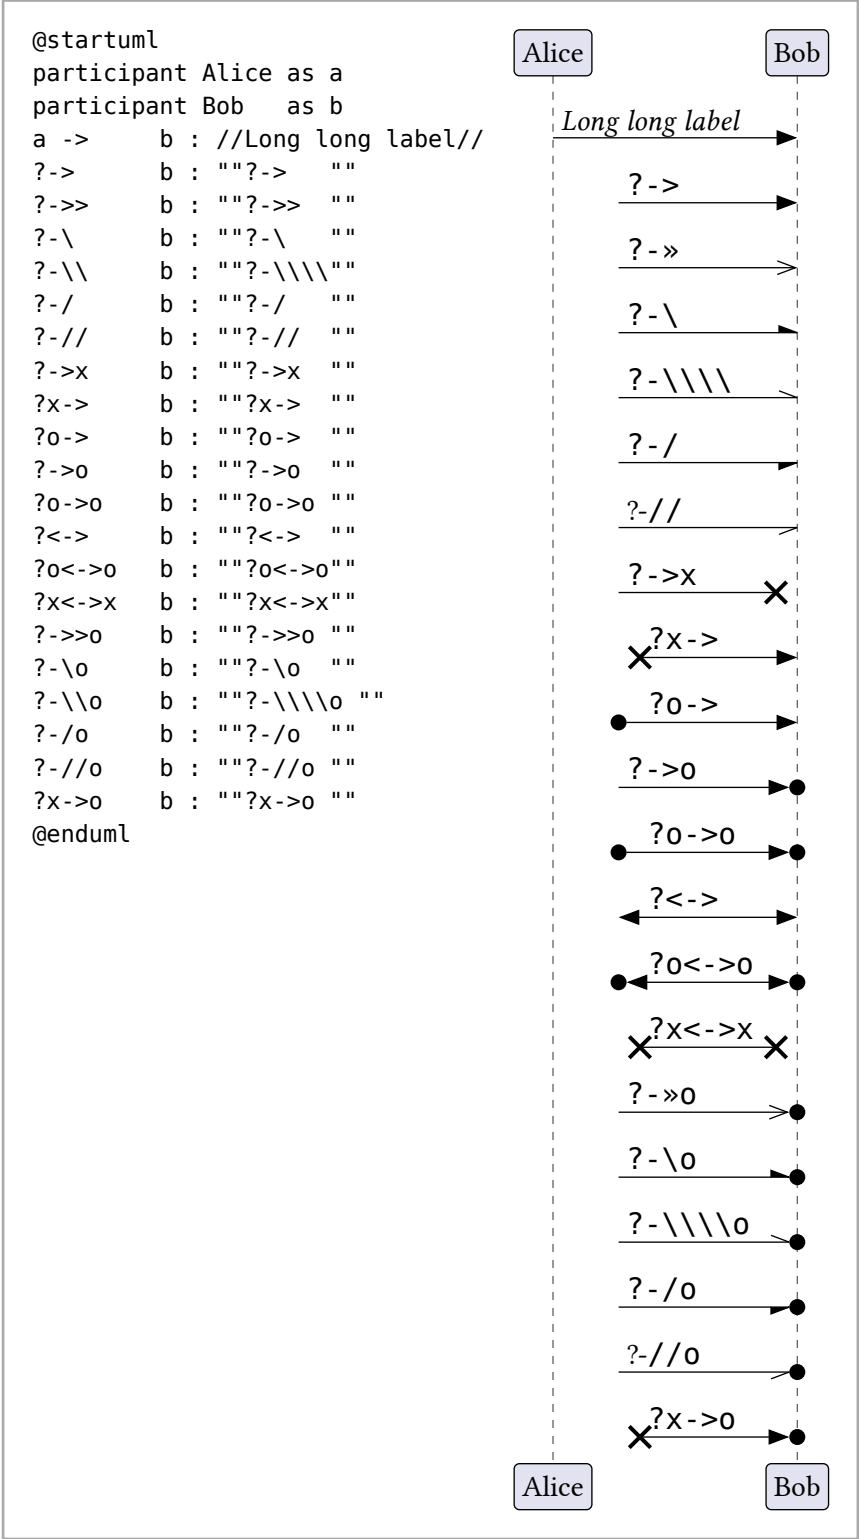 @startuml
participant Alice as a
participant Bob   as b
a ->     b : //Long long label//
?->      b : ""?->   ""
?->>     b : ""?->>  ""
?-\      b : ""?-\   ""
?-\\     b : ""?-\\\\""
?-/      b : ""?-/   ""
?-//     b : ""?-//  ""
?->x     b : ""?->x  ""
?x->     b : ""?x->  ""
?o->     b : ""?o->  ""
?->o     b : ""?->o  ""
?o->o    b : ""?o->o ""
?<->     b : ""?<->  ""
?o<->o   b : ""?o<->o""
?x<->x   b : ""?x<->x""
?->>o    b : ""?->>o ""
?-\o     b : ""?-\o  ""
?-\\o    b : ""?-\\\\o ""
?-/o     b : ""?-/o  ""
?-//o    b : ""?-//o ""
?x->o    b : ""?x->o ""
@enduml
Alice Bob
Long long label
?->
?-»
?-\
?-\\\\
?-/
?-//
?->x
?x->
?o->
?->o
?o->o
?<->
?o<->o
?x<->x
?-»o
?-\o
?-\\\\o
?-/o
?-//o
?x->o
Alice Bob